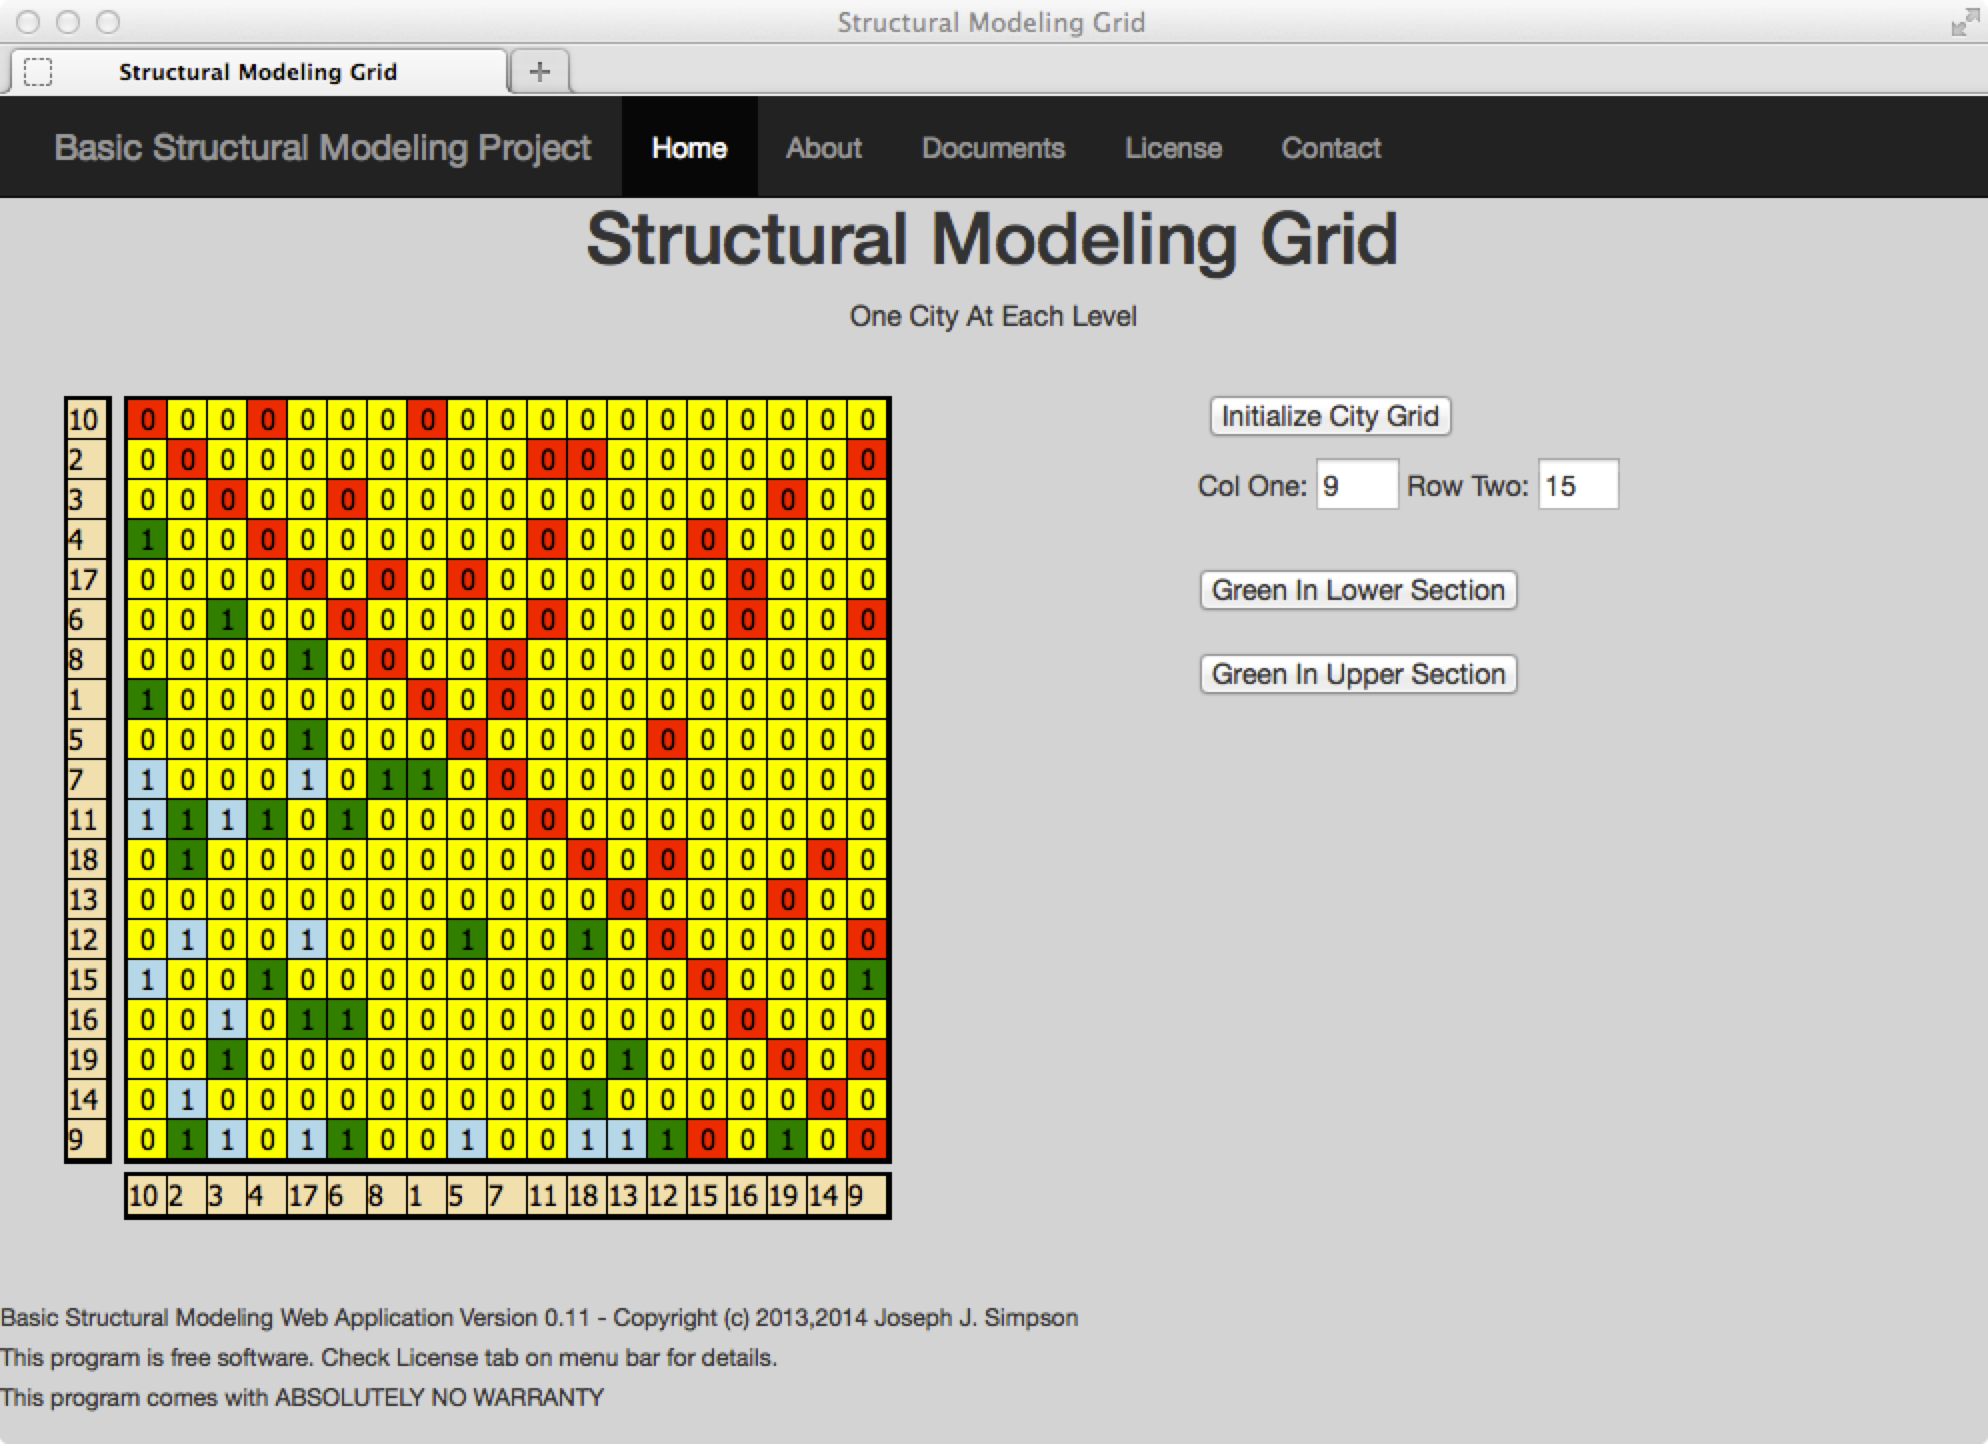 Structural Modeling Grid
Structural Modeling Grid
Basic Structural Modeling Project Home About Documents License Contact
Structural Modeling Grid
One City At Each Level
10 0 0 0 0 0 0 0 0 0 0 0 0 0 0 0 0 0 0 0 Initialize City Grid
2 0 0 0 0 0 0 0 0 0 0 0 0 0 0 0 0 0 0 0
Col One: 9 Row Two: 15
3 0 0 0 0 0 0 0 0 0 0 0 0 0 0 0 0 0 0 0
4 1 0 0 0 0 0 0 0 0 0 0 0 0 0 0 0 0 0 0
17 0 0 0 0 0 0 0 0 0 0 0 0 0 0 0 0 0 0 0 Green In Lower Section
6 0 0 1 0 0 0 0 0 0 0 0 0 0 0 0 0 0 0 0
8 0 0 0 0 1 0 0 0 0 0 0 0 0 0 0 0 0 0 0 Green In Upper Section
1 1 0 0 0 0 0 0 0 0 0 0 0 0 0 0 0 0 0 0
5 0 0 0 0 1 0 0 0 0 0 0 0 0 0 0 0 0 0 0
7 1 0 0 0 1 0 1 1 0 0 0 0 0 0 0 0 0 0 0
11 1 1 1 1 0 1 0 0 0 0 0 0 0 0 0 0 0 0 0
18 0 1 0 0 0 0 0 0 0 0 0 0 0 0 0 0 0 0 0
13 0 0 0 0 0 0 0 0 0 0 0 0 0 0 0 0 0 0 0
12 0 1 0 0 1 0 0 0 1 0 0 1 0 0 0 0 0 0 0
15 1 0 0 1 0 0 0 0 0 0 0 0 0 0 0 0 0 0 1
16 0 0 1 0 1 1 0 0 0 0 0 0 0 0 0 0 0 0 0
19 0 0 1 0 0 0 0 0 0 0 0 0 1 0 0 0 0 0 0
14 0 1 0 0 0 0 0 0 0 0 0 1 0 0 0 0 0 0 0
9 0 1 1 0 1 1 0 0 1 0 0 1 1 1 0 0 1 0 0
10 2 3 4 17 6 8 1 5 7 11 18 13 12 15 16 19 14 9
Basic Structural Modeling Web Application Version 0.11 - Copyright (c) 2013,2014 Joseph J. Simpson
This program is free software. Check License tab on menu bar for details.
This program comes with ABSOLUTELY NO WARRANTY